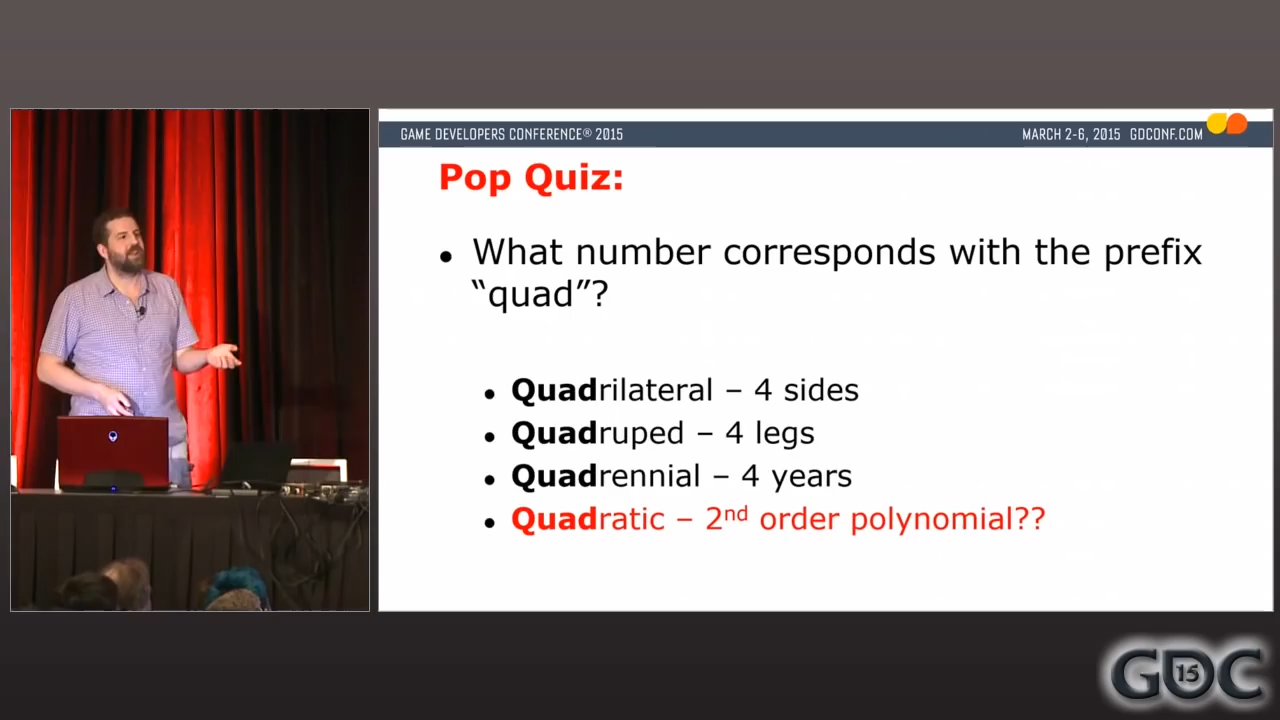 GAME DEVELOPERS CONFERENCE® 2015
MARCH 2-6, 2015 GDCONF.COM
Pop Quiz:
• What number corresponds with the prefix
“quad”?
• Quadrilateral – 4 sides
• Quadruped – 4 legs
• Quadrennial – 4 years
• Quadratic – 2nd order polynomial??
GDC
15